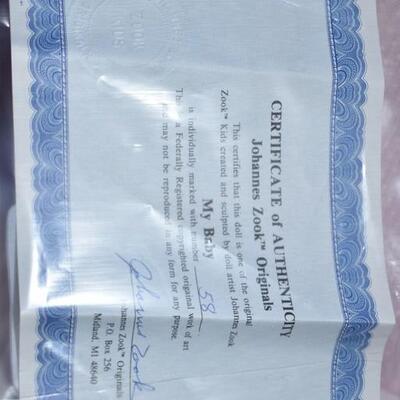 CERTIFICATE of AUTHENTICITY
Johannes Zook™ Originals
This certifies that this doll is one of the original
Zook™ Kids created and sculpted by doll artist Johannes Zook
My Baby
is individually marked with number 58
This is a Federally Registered copyrighted origainal work of art
and may not be reproduced in any form for any purpose.
Johannes Zook
Johannes Zook™ Originals
P.O. Box 256
Midland, MI 48640
ZOOK
KIDS